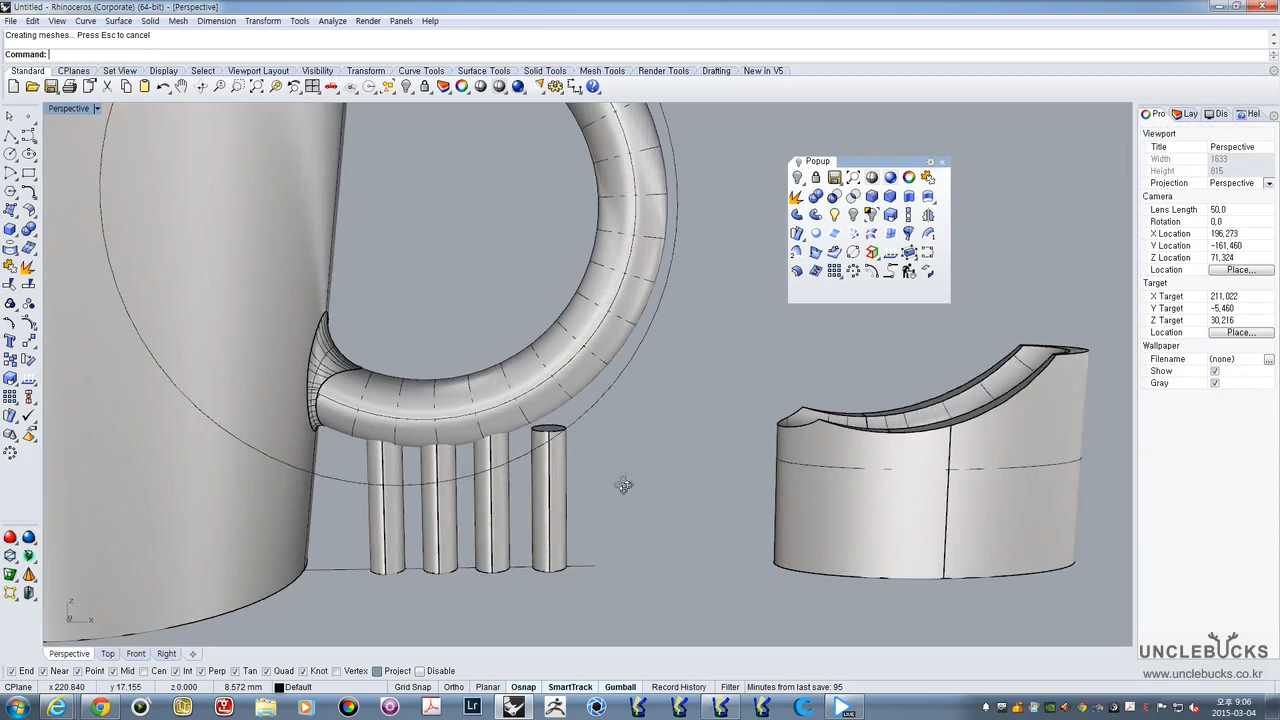 Untitled - Rhinoceros (Corporate) (64-bit) - [Perspective]
File Edit View Curve Surface Solid Mesh Dimension Transform Tools Analyze Render Panels Help
Creating meshes... Press Esc to cancel
Command:
Standard CPlanes Set View Display Select Viewport Layout Visibility Transform Curve Tools Surface Tools Solid Tools Mesh Tools Render Tools Drafting New in V5
Perspective
Popup
Pro Lay Dis Hel
Viewport
Title Perspective
Width 1633
Height 815
Projection Perspective
Camera
Lens Length 50,0
Rotation 0,0
X Location 196,273
Y Location -161,460
Z Location 71,324
Location Place...
Target
X Target 211,022
Y Target -5,460
Z Target 30,216
Location Place...
Wallpaper
Filename (none) ...
Show
Gray
z
x
Perspective Top Front Right
End Near Point Mid Cen Int Perp Tan Quad Knot Vertex Project Disable
CPlane x 220.840 y 17.155 z 0.000 8.572 mm Default Grid Snap Ortho Planar Osnap SmartTrack Gumball Record History Filter Minutes from last save: 95
UNCLEBUCKS
www.unclebucks.co.kr
Lr
LIVE
오후 9:06
2015-03-04